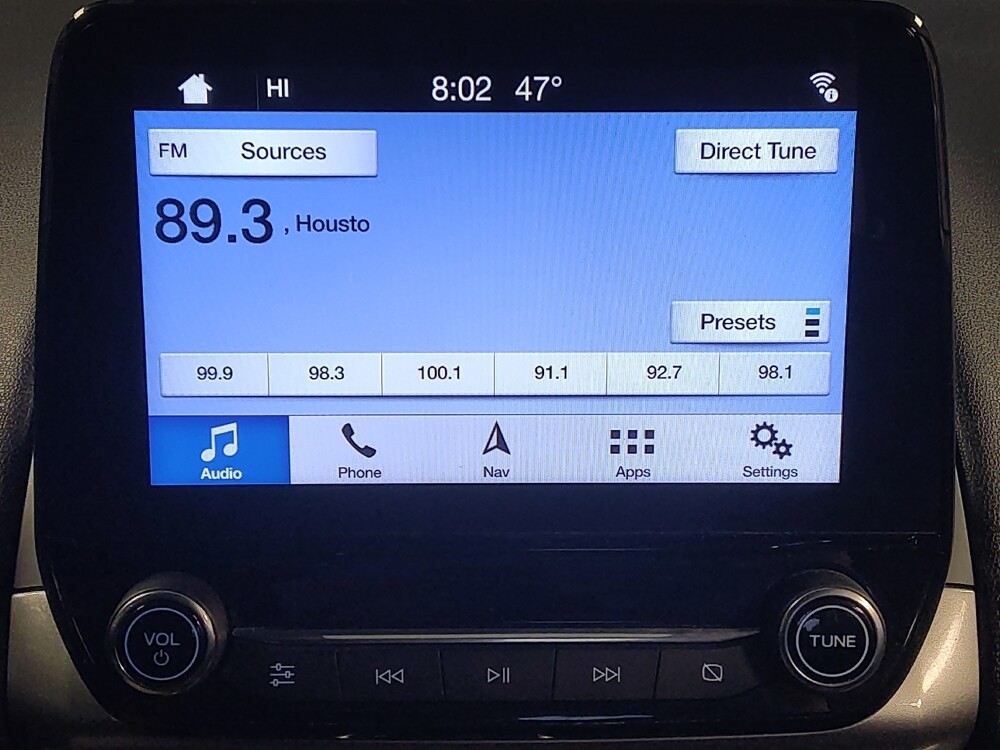 HI 8:02 47°
FM Sources Direct Tune
89.3 , Housto
Presets
99.9 98.3 100.1 91.1 92.7 98.1
Audio Phone Nav Apps Settings
VOL TUNE